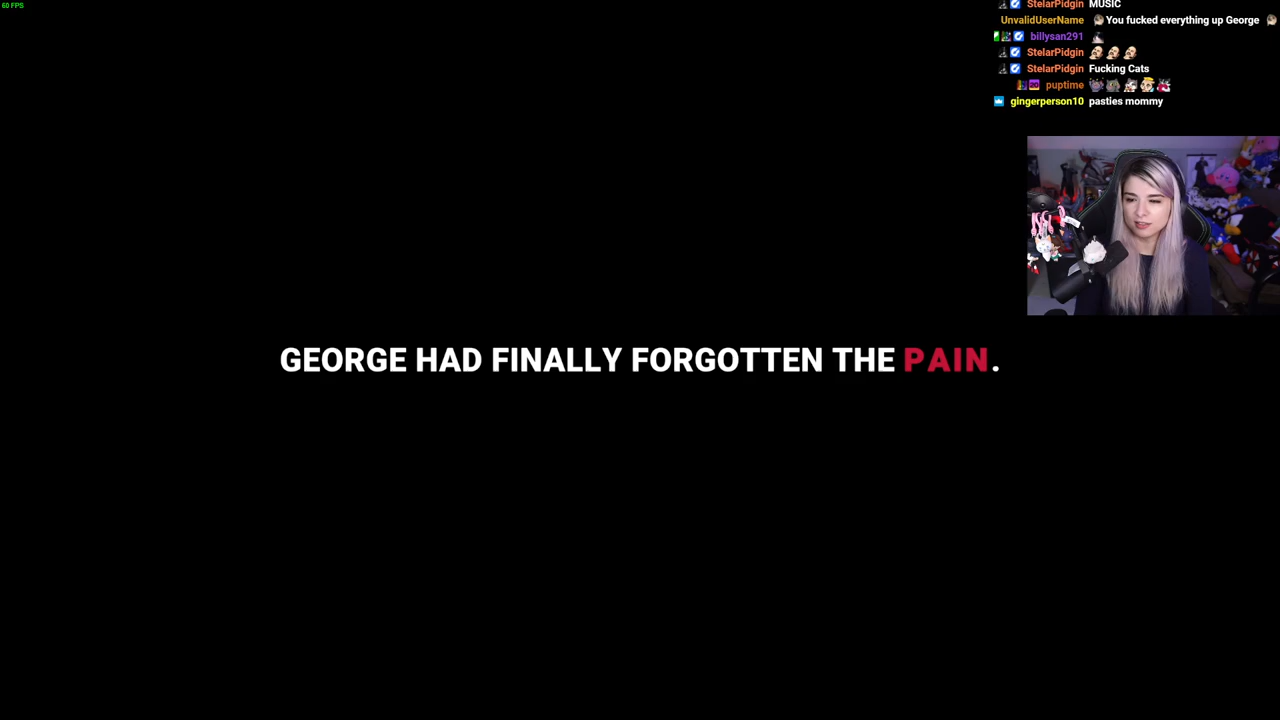 60 FPS
StelarPidgin MUSIC
UnvalidUserName You fucked everything up George
billysan291
StelarPidgin
StelarPidgin Fucking Cats
puptime
gingerperson10 pasties mommy
GEORGE HAD FINALLY FORGOTTEN THE PAIN.